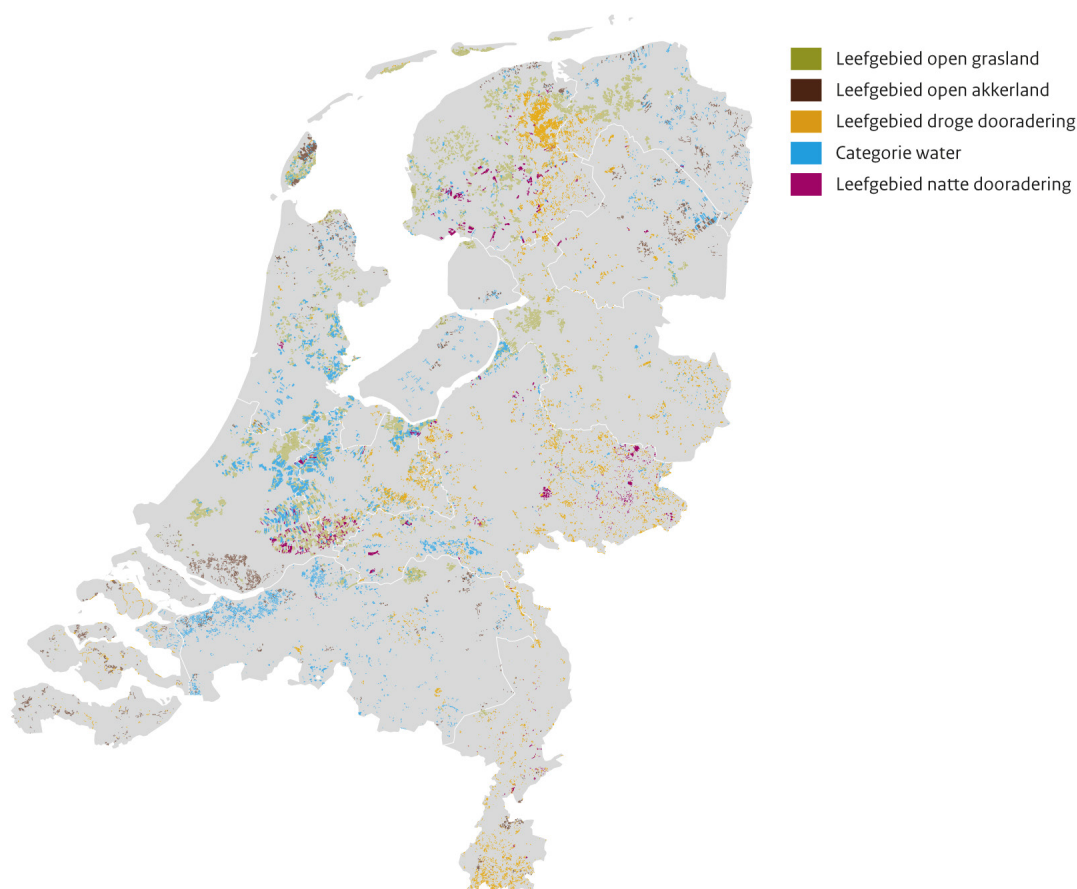 Leefgebied open grasland
Leefgebied open akkerland
Leefgebied droge dooradering
Categorie water
Leefgebied natte dooradering